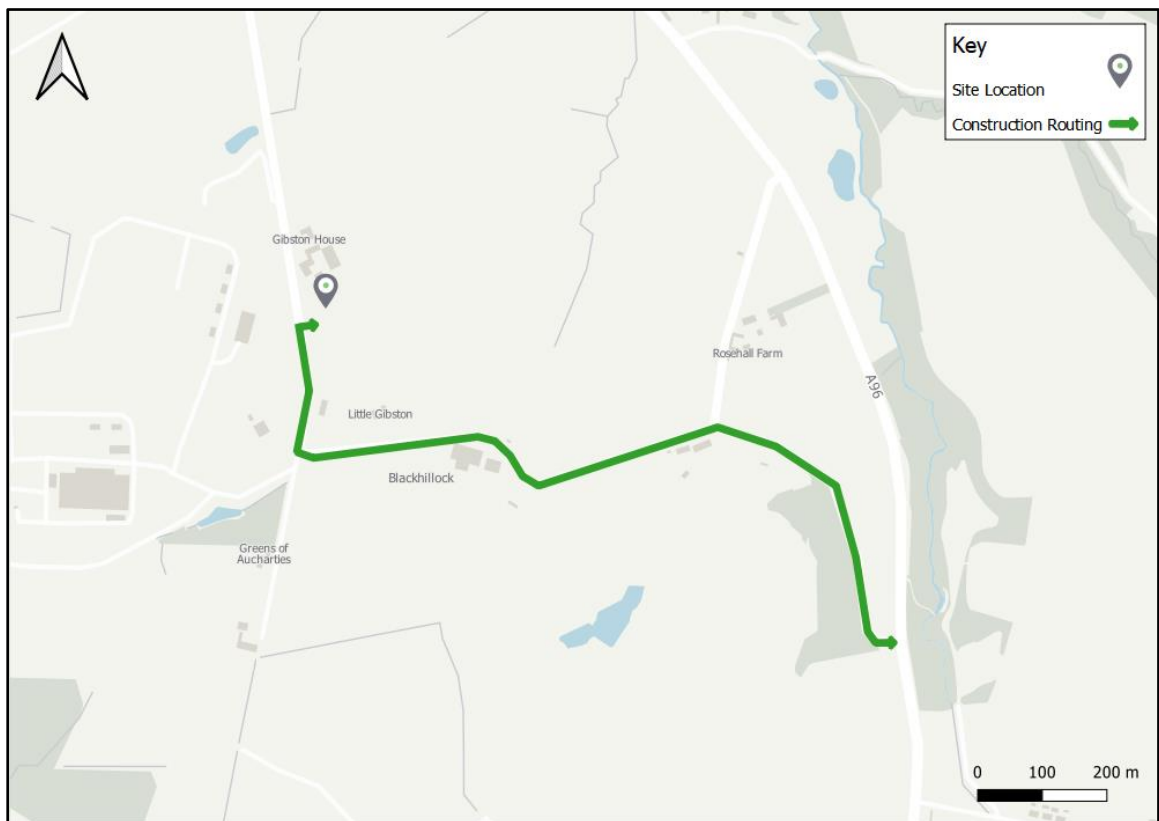 Key
Site Location
Construction Routing
Gibston House
Rosehall Farm
A96
Little Gibston
Blackhillock
Greens of
Aucharties
0 100 200 m